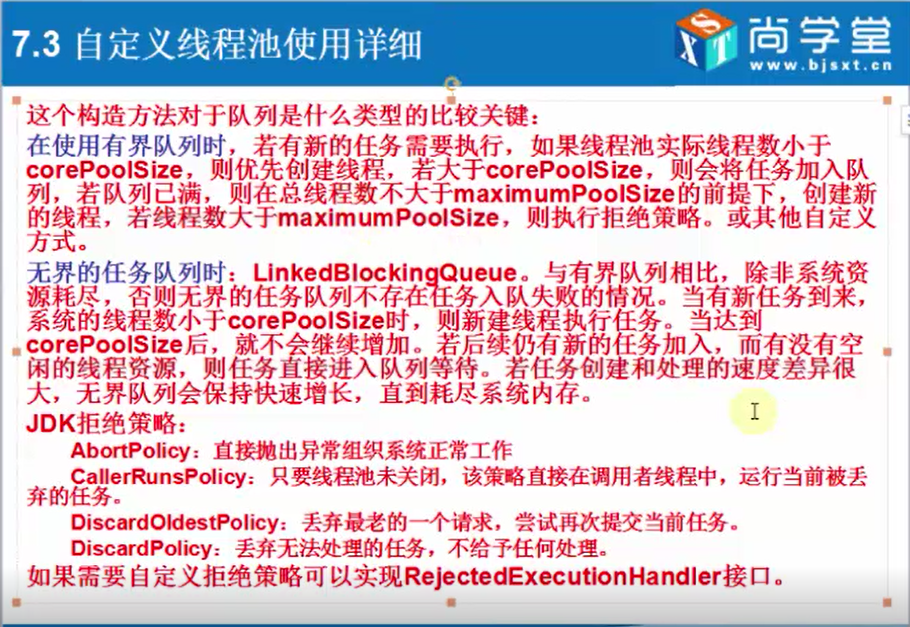 7.3 自定义线程池使用详细
XST
尚学堂
www.bjsxt.cn
这个构造方法对于队列是什么类型的比较关键：
在使用有界队列时，若有新的任务需要执行，如果线程池实际线程数小于
corePoolSize，则优先创建线程，若大于corePoolSize，则会将任务加入队
列，若队列已满，则在总线程数不大于maximumPoolSize的前提下，创建新
的线程，若线程数大于maximumPoolSize，则执行拒绝策略。或其他自定义
方式。
无界的任务队列时：LinkedBlockingQueue。与有界队列相比，除非系统资
源耗尽，否则无界的任务队列不存在任务入队失败的情况。当有新任务到来，
系统的线程数小于corePoolSize时，则新建线程执行任务。当达到
corePoolSize后，就不会继续增加。若后续仍有新的任务加入，而有没有空
闲的线程资源，则任务直接进入队列等待。若任务创建和处理的速度差异很
大，无界队列会保持快速增长，直到耗尽系统内存。
JDK拒绝策略：
AbortPolicy：直接抛出异常组织系统正常工作
CallerRunsPolicy：只要线程池未关闭，该策略直接在调用者线程中，运行当前被丢
弃的任务。
DiscardOldestPolicy：丢弃最老的一个请求，尝试再次提交当前任务。
DiscardPolicy：丢弃无法处理的任务，不给予任何处理。
如果需要自定义拒绝策略可以实现RejectedExecutionHandler接口。